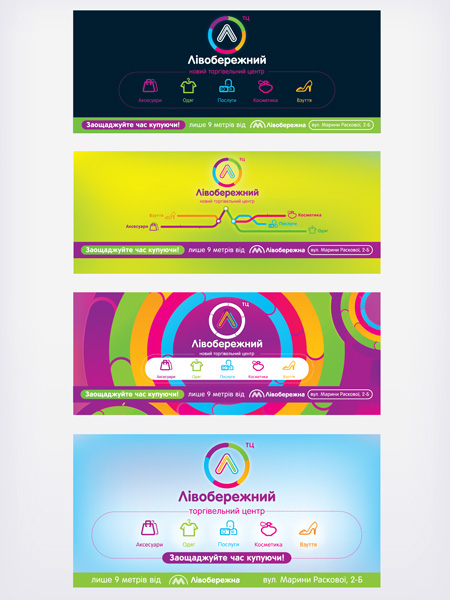 ТЦ
Лівобережний
новий торгівельний центр
Аксесуари Одяг Послуги Косметика Взуття
Заощаджуйте час купуючи! лише 9 метрів від Лівобережна вул. Марини Раскової, 2-Б
ТЦ
Лівобережний
новий торгівельний центр
Взуття Косметика
Аксесуари Послуги
Одяг
Заощаджуйте час купуючи! лише 9 метрів від Лівобережна вул. Марини Раскової, 2-Б
ТЦ
Лівобережний
новий торгівельний центр
Аксесуари Одяг Послуги Косметика Взуття
Заощаджуйте час купуючи! лише 9 метрів від Лівобережна вул. Марини Раскової, 2-Б
ТЦ
Лівобережний
торгівельний центр
Аксесуари Одяг Послуги Косметика Взуття
Заощаджуйте час купуючи!
лише 9 метрів від Лівобережна вул. Марини Раскової, 2-Б